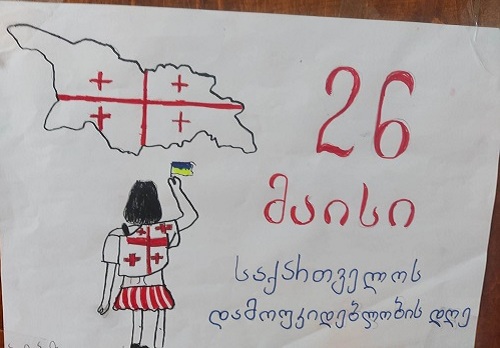 26
მაისი
საქართველოს
დამოუკიდებლობის დღე